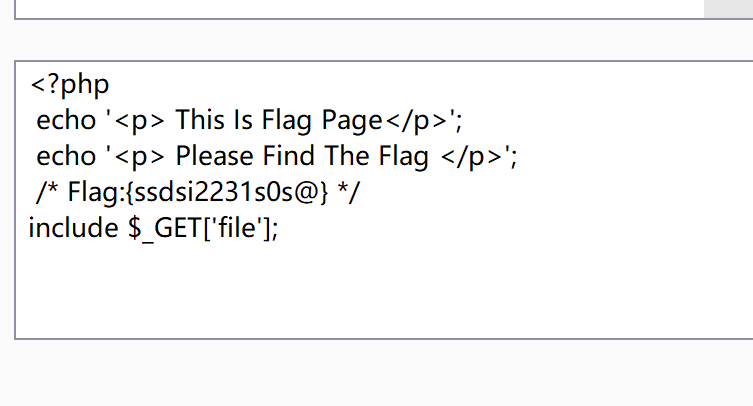 <?php
echo '<p> This Is Flag Page</p>';
echo '<p> Please Find The Flag </p>';
/* Flag:{ssdsi2231s0s@} */
include $_GET['file'];